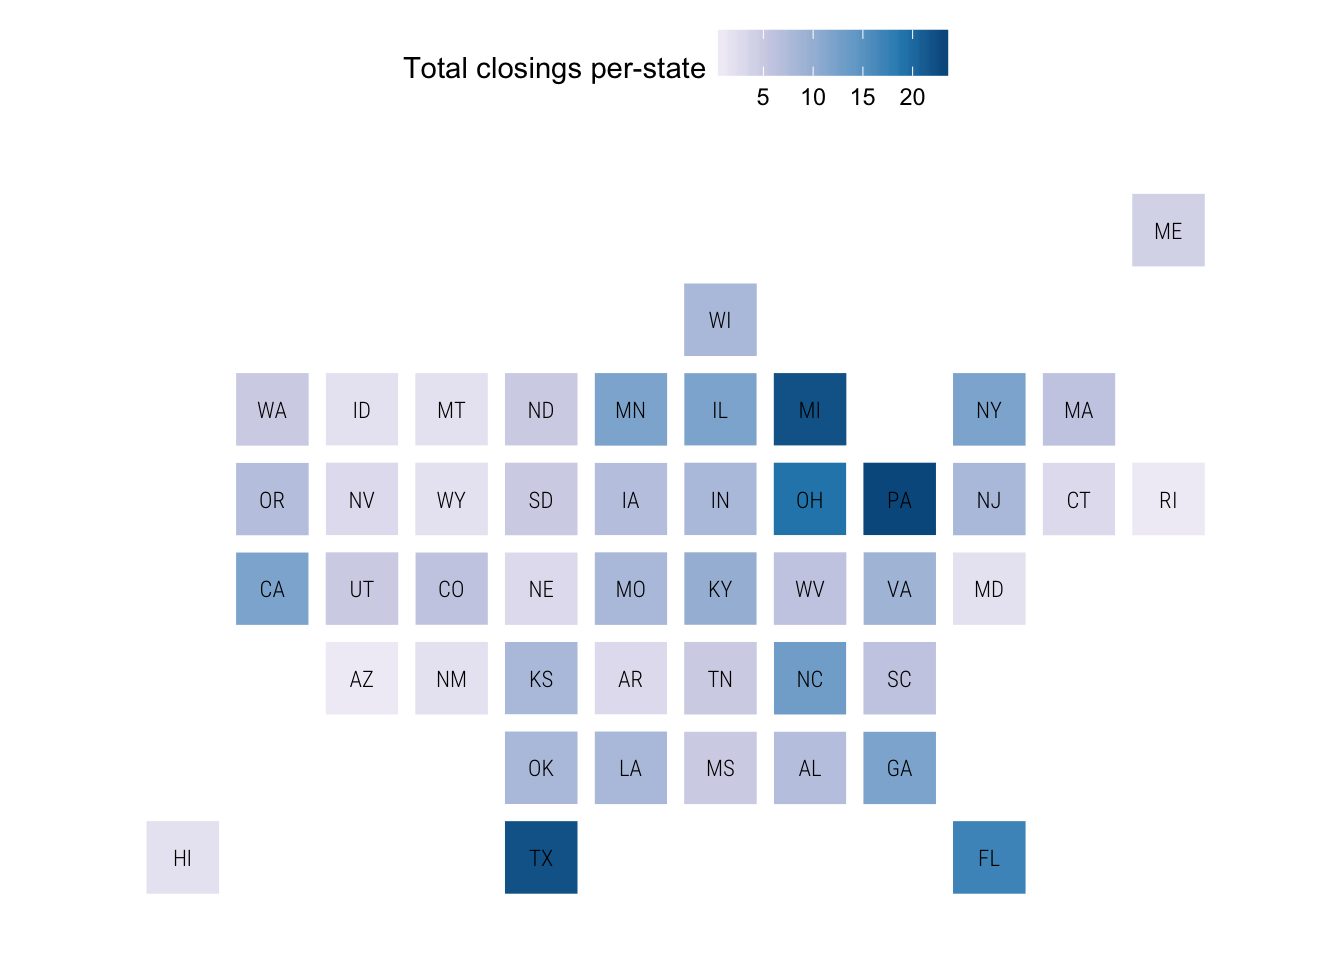 Total closings per-state
5 10 15 20
ME
WI
WA ID MT ND MN IL MI NY MA
OR NV WY SD IA IN OH PA NJ CT RI
CA UT CO NE MO KY WV VA MD
AZ NM KS AR TN NC SC
OK LA MS AL GA
HI TX FL